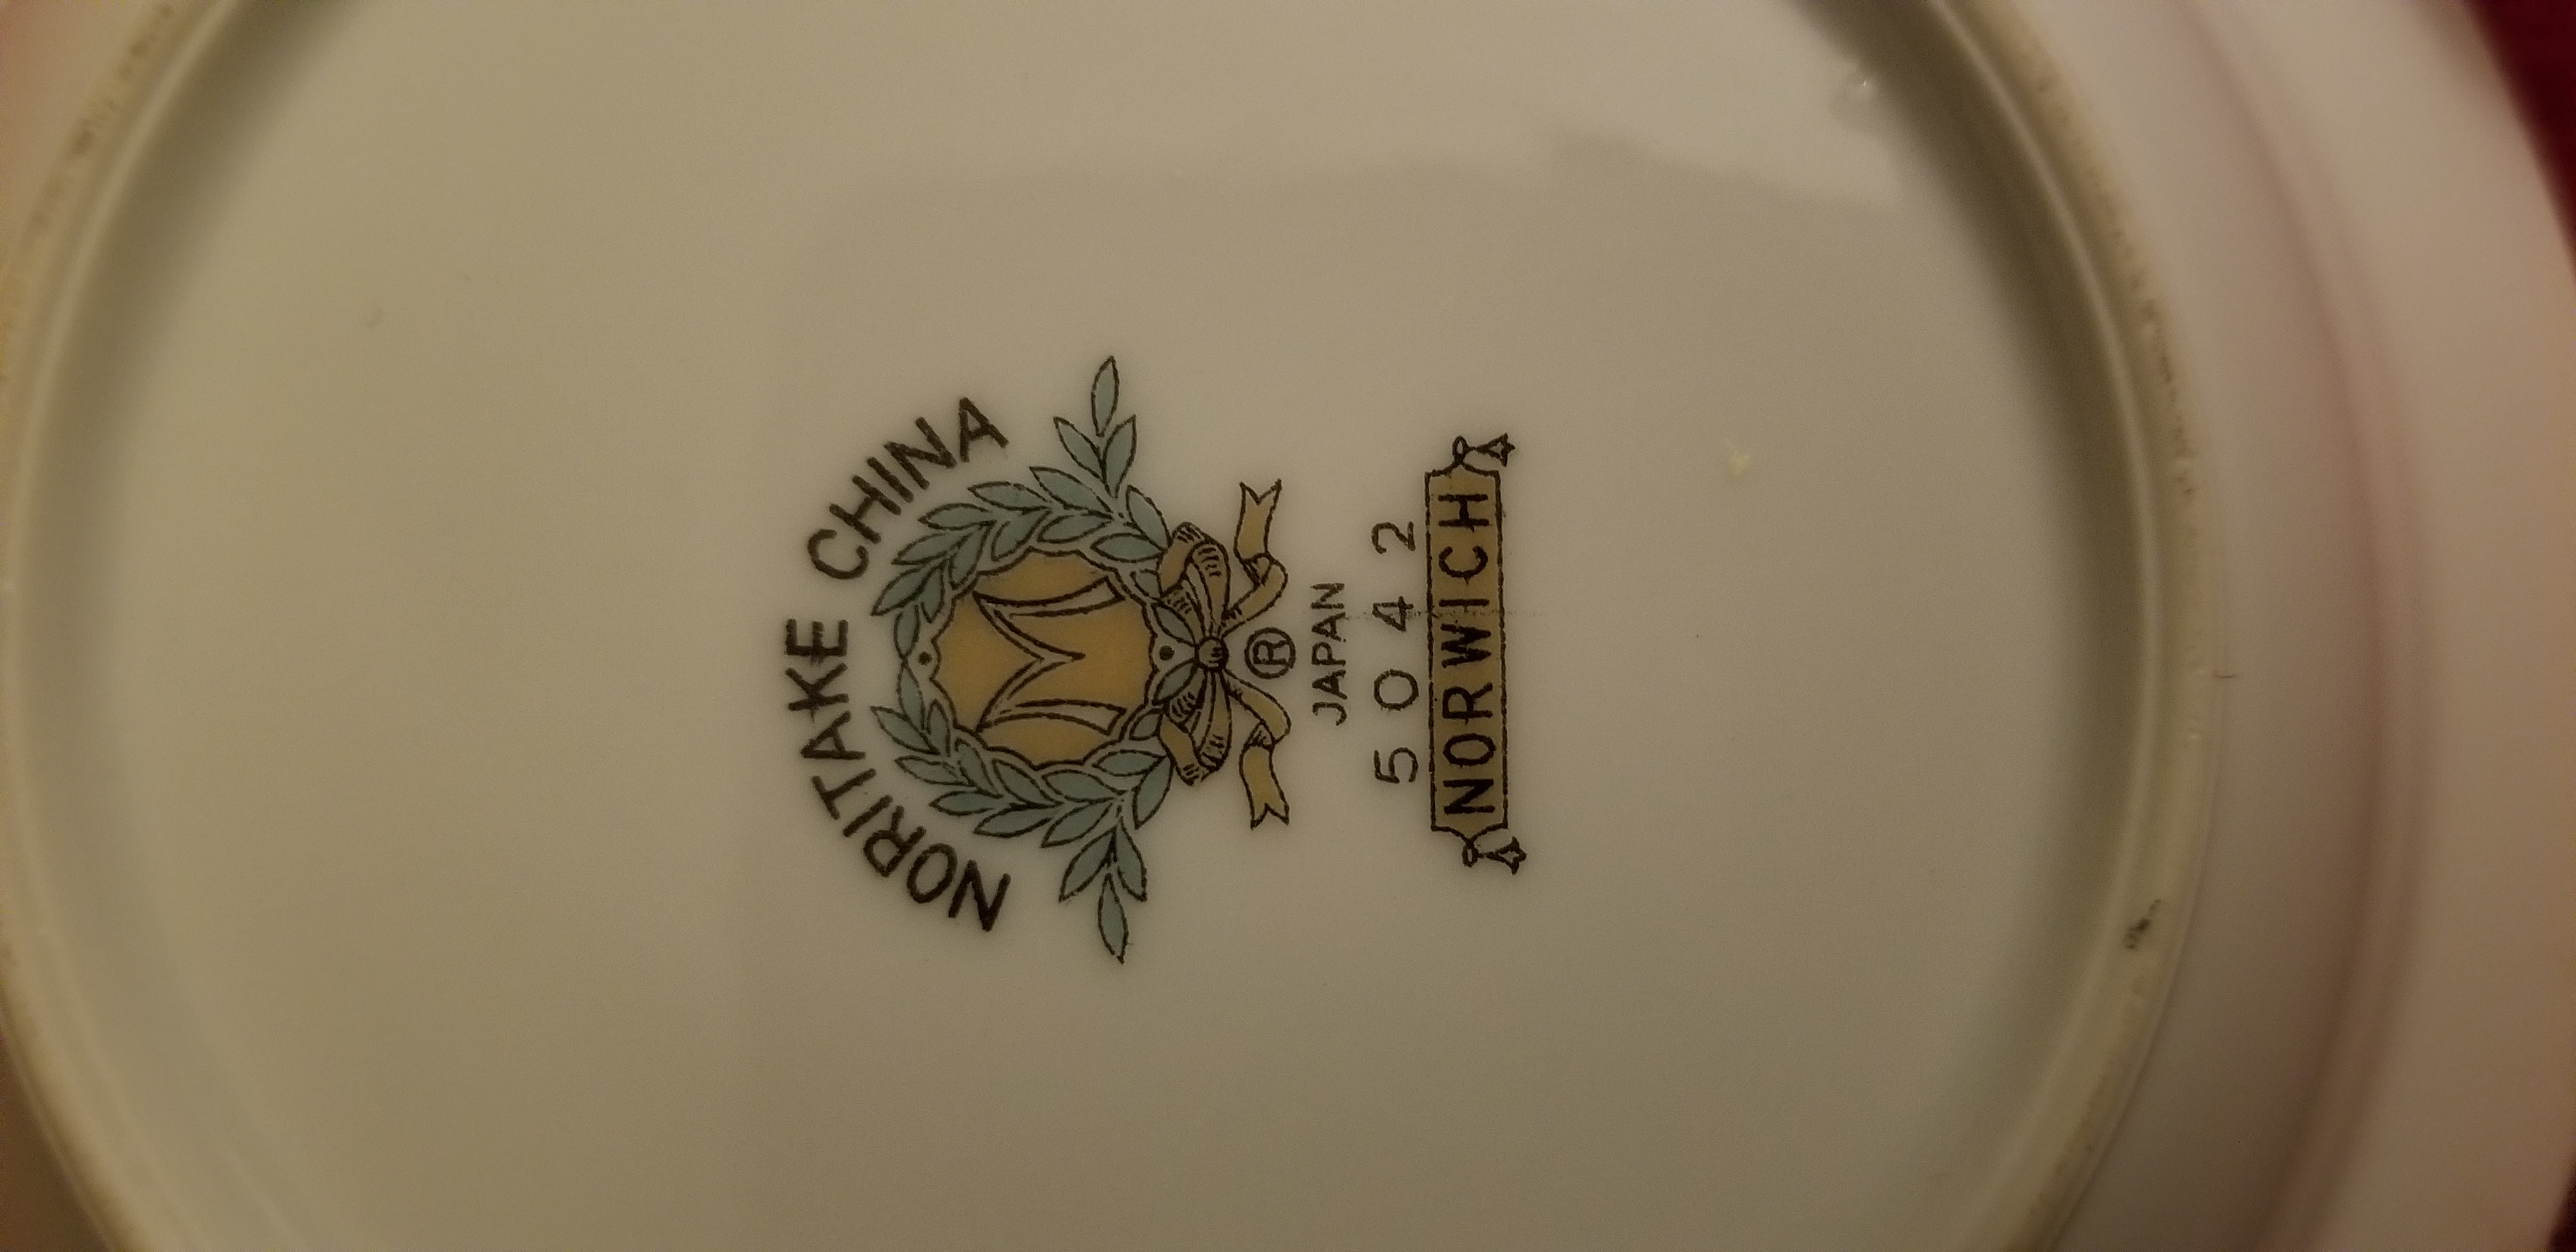 NORITAKE CHINA
M
®
JAPAN
5042
NORWICH